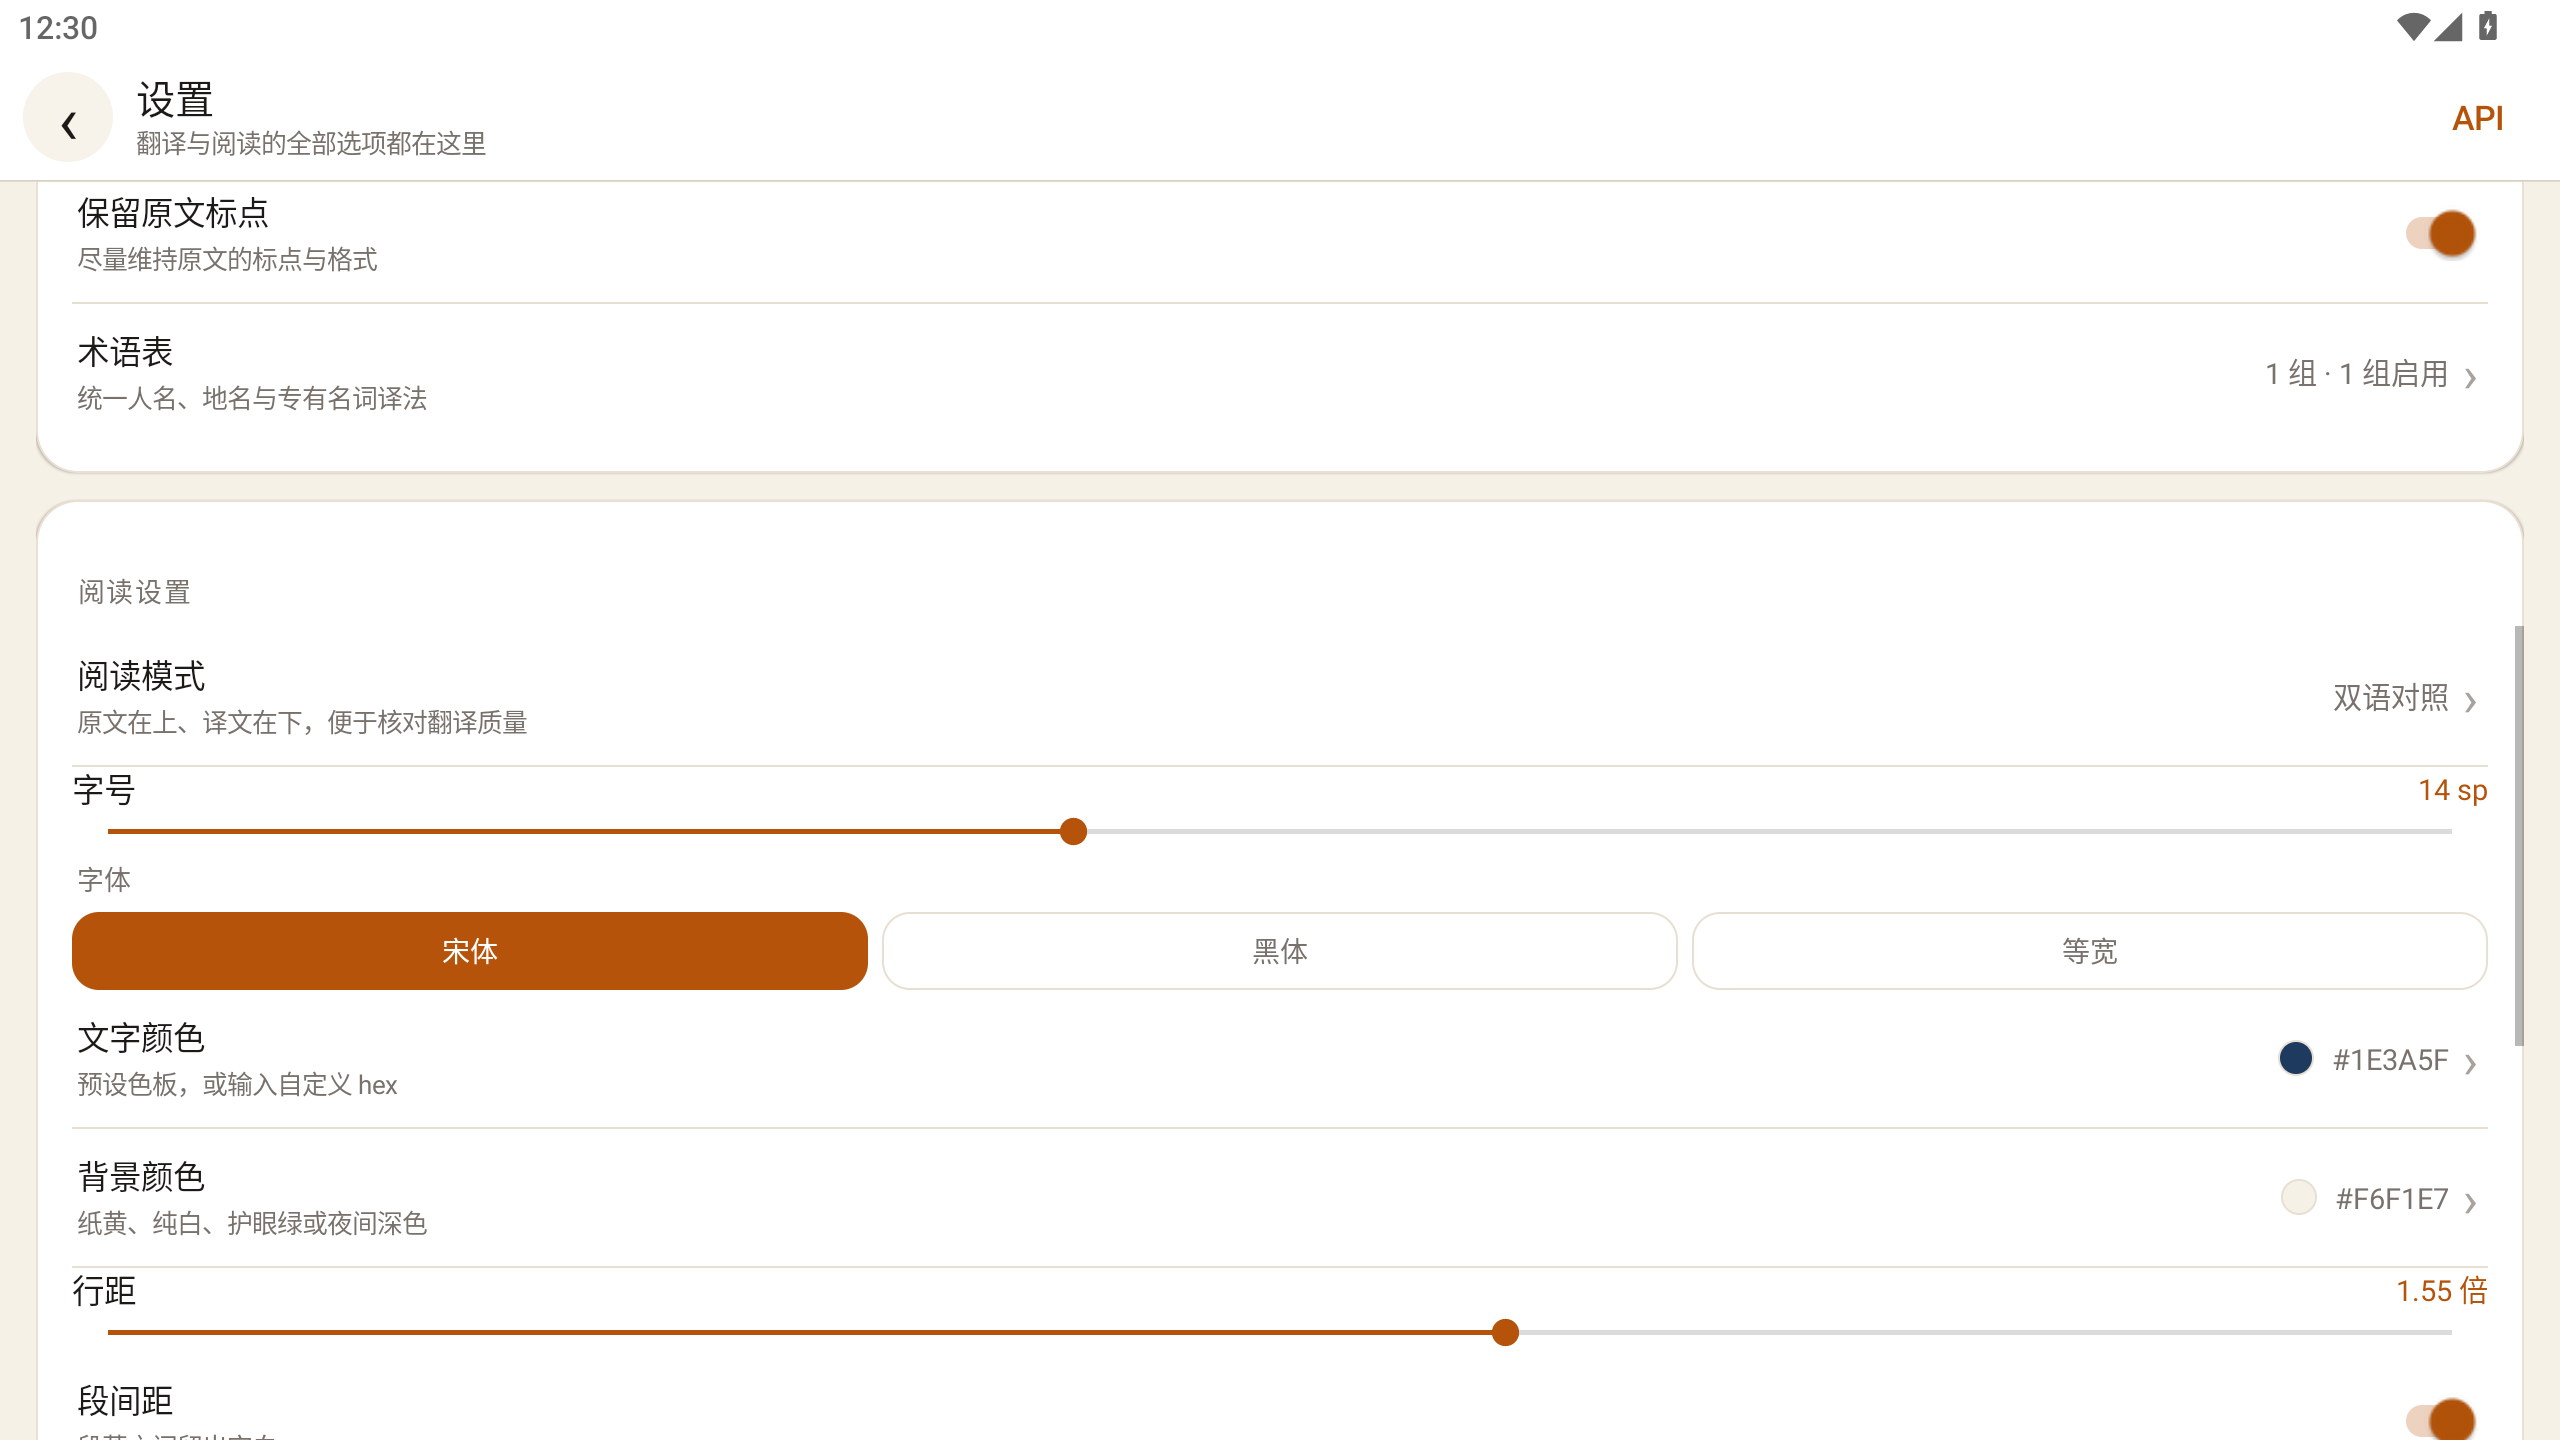 12:30
设置
翻译与阅读的全部选项都在这里
API
保留原文标点
尽量维持原文的标点与格式
术语表
统一人名、地名与专有名词译法
1 组 · 1 组启用
阅读设置
阅读模式
原文在上、译文在下，便于核对翻译质量
双语对照
字号
14 sp
字体
宋体
黑体
等宽
文字颜色
预设色板，或输入自定义 hex
#1E3A5F
背景颜色
纸黄、纯白、护眼绿或夜间深色
#F6F1E7
行距
1.55 倍
段间距